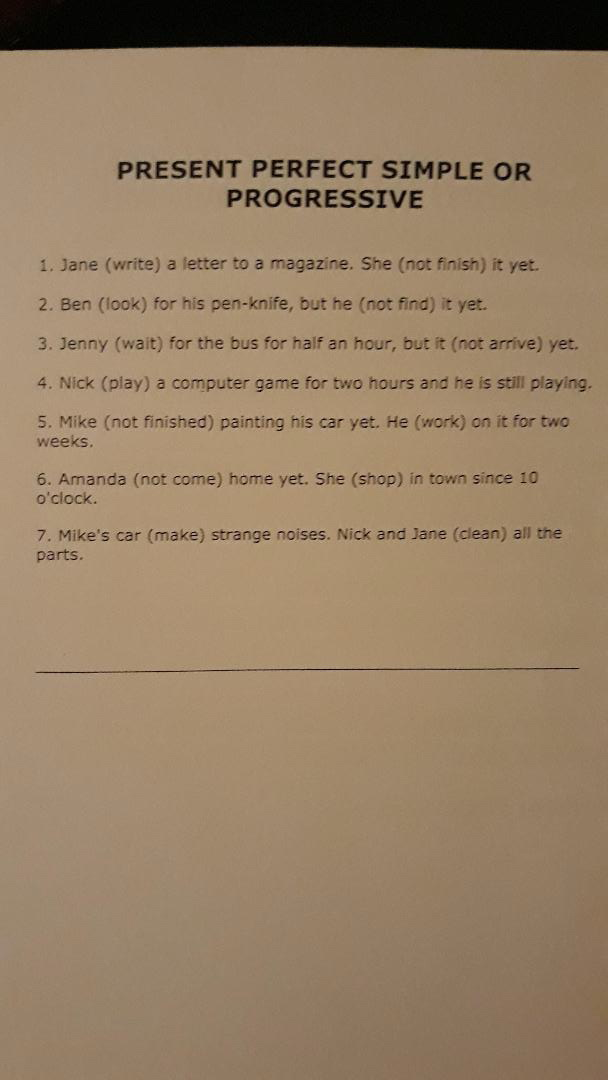 PRESENT PERFECT SIMPLE OR
PROGRESSIVE
1. Jane (write) a letter to a magazine. She (not finish) it yet.
2. Ben (look) for his pen-knife, but he (not find) it yet.
3. Jenny (wait) for the bus for half an hour, but it (not arrive) yet.
4. Nick (play) a computer game for two hours and he is still playing.
5. Mike (not finished) painting his car yet. He (work) on it for two
weeks.
6. Amanda (not come) home yet. She (shop) in town since 10
o'clock.
7. Mike's car (make) strange noises. Nick and Jane (clean) all the
parts.